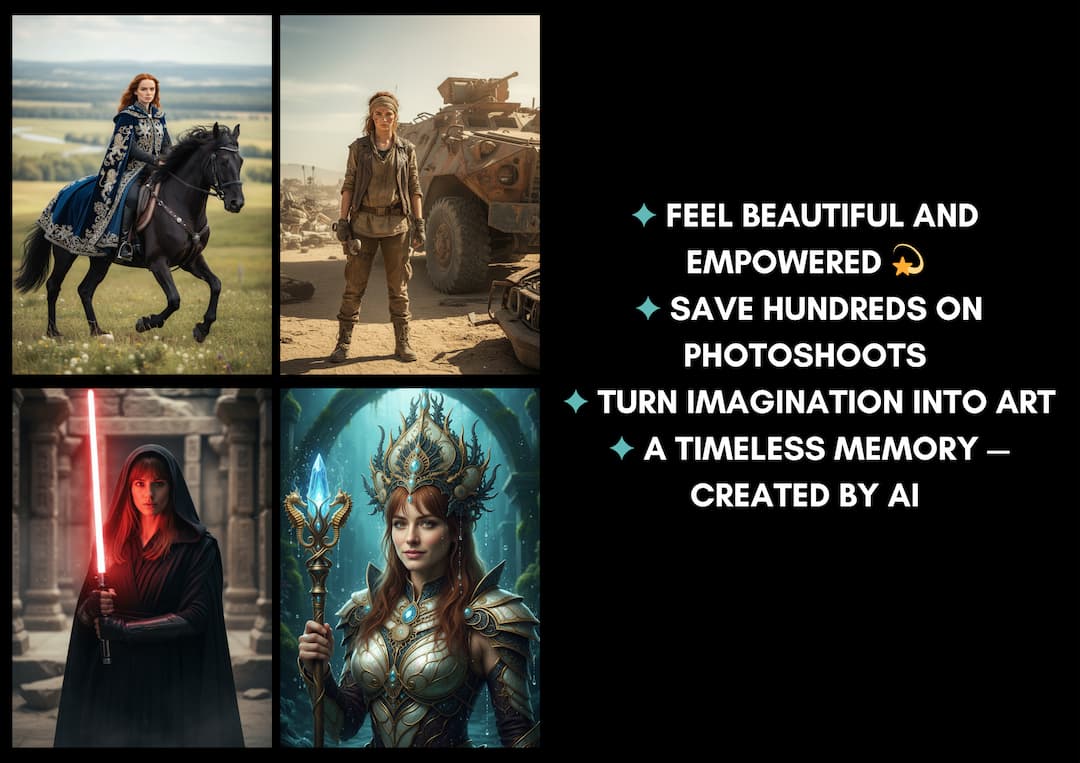 ✦ FEEL BEAUTIFUL AND
EMPOWERED 💫
✦ SAVE HUNDREDS ON
PHOTOSHOOTS
✦ TURN IMAGINATION INTO ART
✦ A TIMELESS MEMORY —
CREATED BY AI